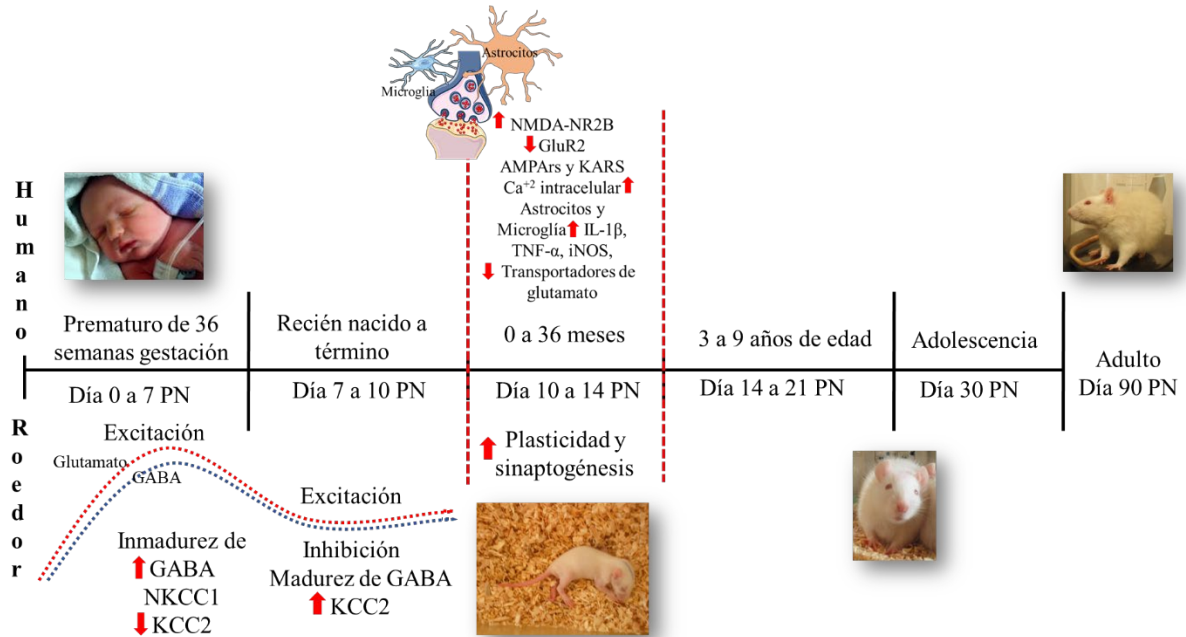 Astrocitos
Microglia
NMDA-NR2B
GluR2
AMPArs y KARS
Ca⁺² intracelular
Astrocitos y
Microglía IL-1β,
TNF-α, iNOS,
Transportadores de
glutamato
Humano
Prematuro de 36
semanas gestación
Recién nacido a
término
0 a 36 meses
3 a 9 años de edad
Adolescencia
Adulto
Día 0 a 7 PN
Día 7 a 10 PN
Día 10 a 14 PN
Día 14 a 21 PN
Día 30 PN
Día 90 PN
Roedor
Excitación
Glutamato
GABA
Inmadurez de
GABA
NKCC1
KCC2
Excitación
Inhibición
Madurez de GABA
KCC2
Plasticidad y
sinaptogénesis